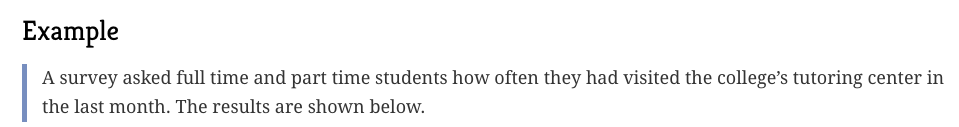 Example
A survey asked full time and part time students how often they had visited the college’s tutoring center in
the last month. The results are shown below.